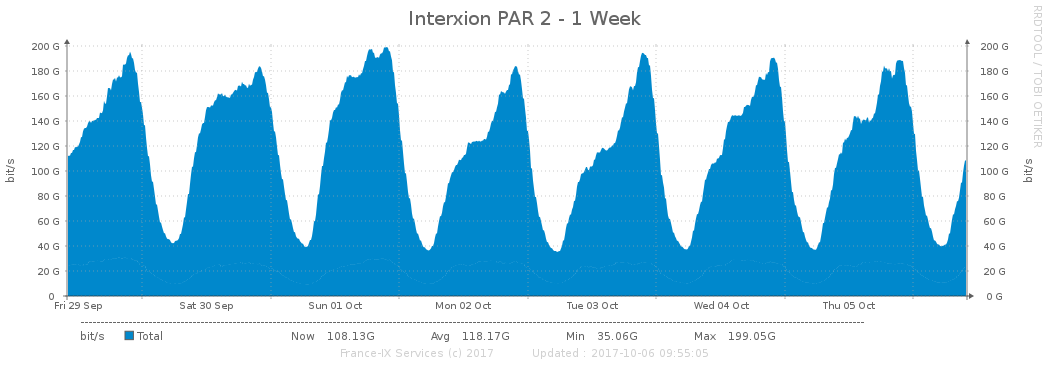 Interxion PAR 2 - 1 Week
RRDTOOL / TOBI OETIKER
200 G 200 G
180 G 180 G
160 G 160 G
140 G 140 G
120 G 120 G
100 G 100 G
80 G 80 G
60 G 60 G
40 G 40 G
20 G 20 G
0 0 G
bit/s bit/s
Fri 29 Sep Sat 30 Sep Sun 01 Oct Mon 02 Oct Tue 03 Oct Wed 04 Oct Thu 05 Oct
bit/s Total Now 108.13G Avg 118.17G Min 35.06G Max 199.05G
France-IX Services (c) 2017 Updated : 2017-10-06 09:55:05